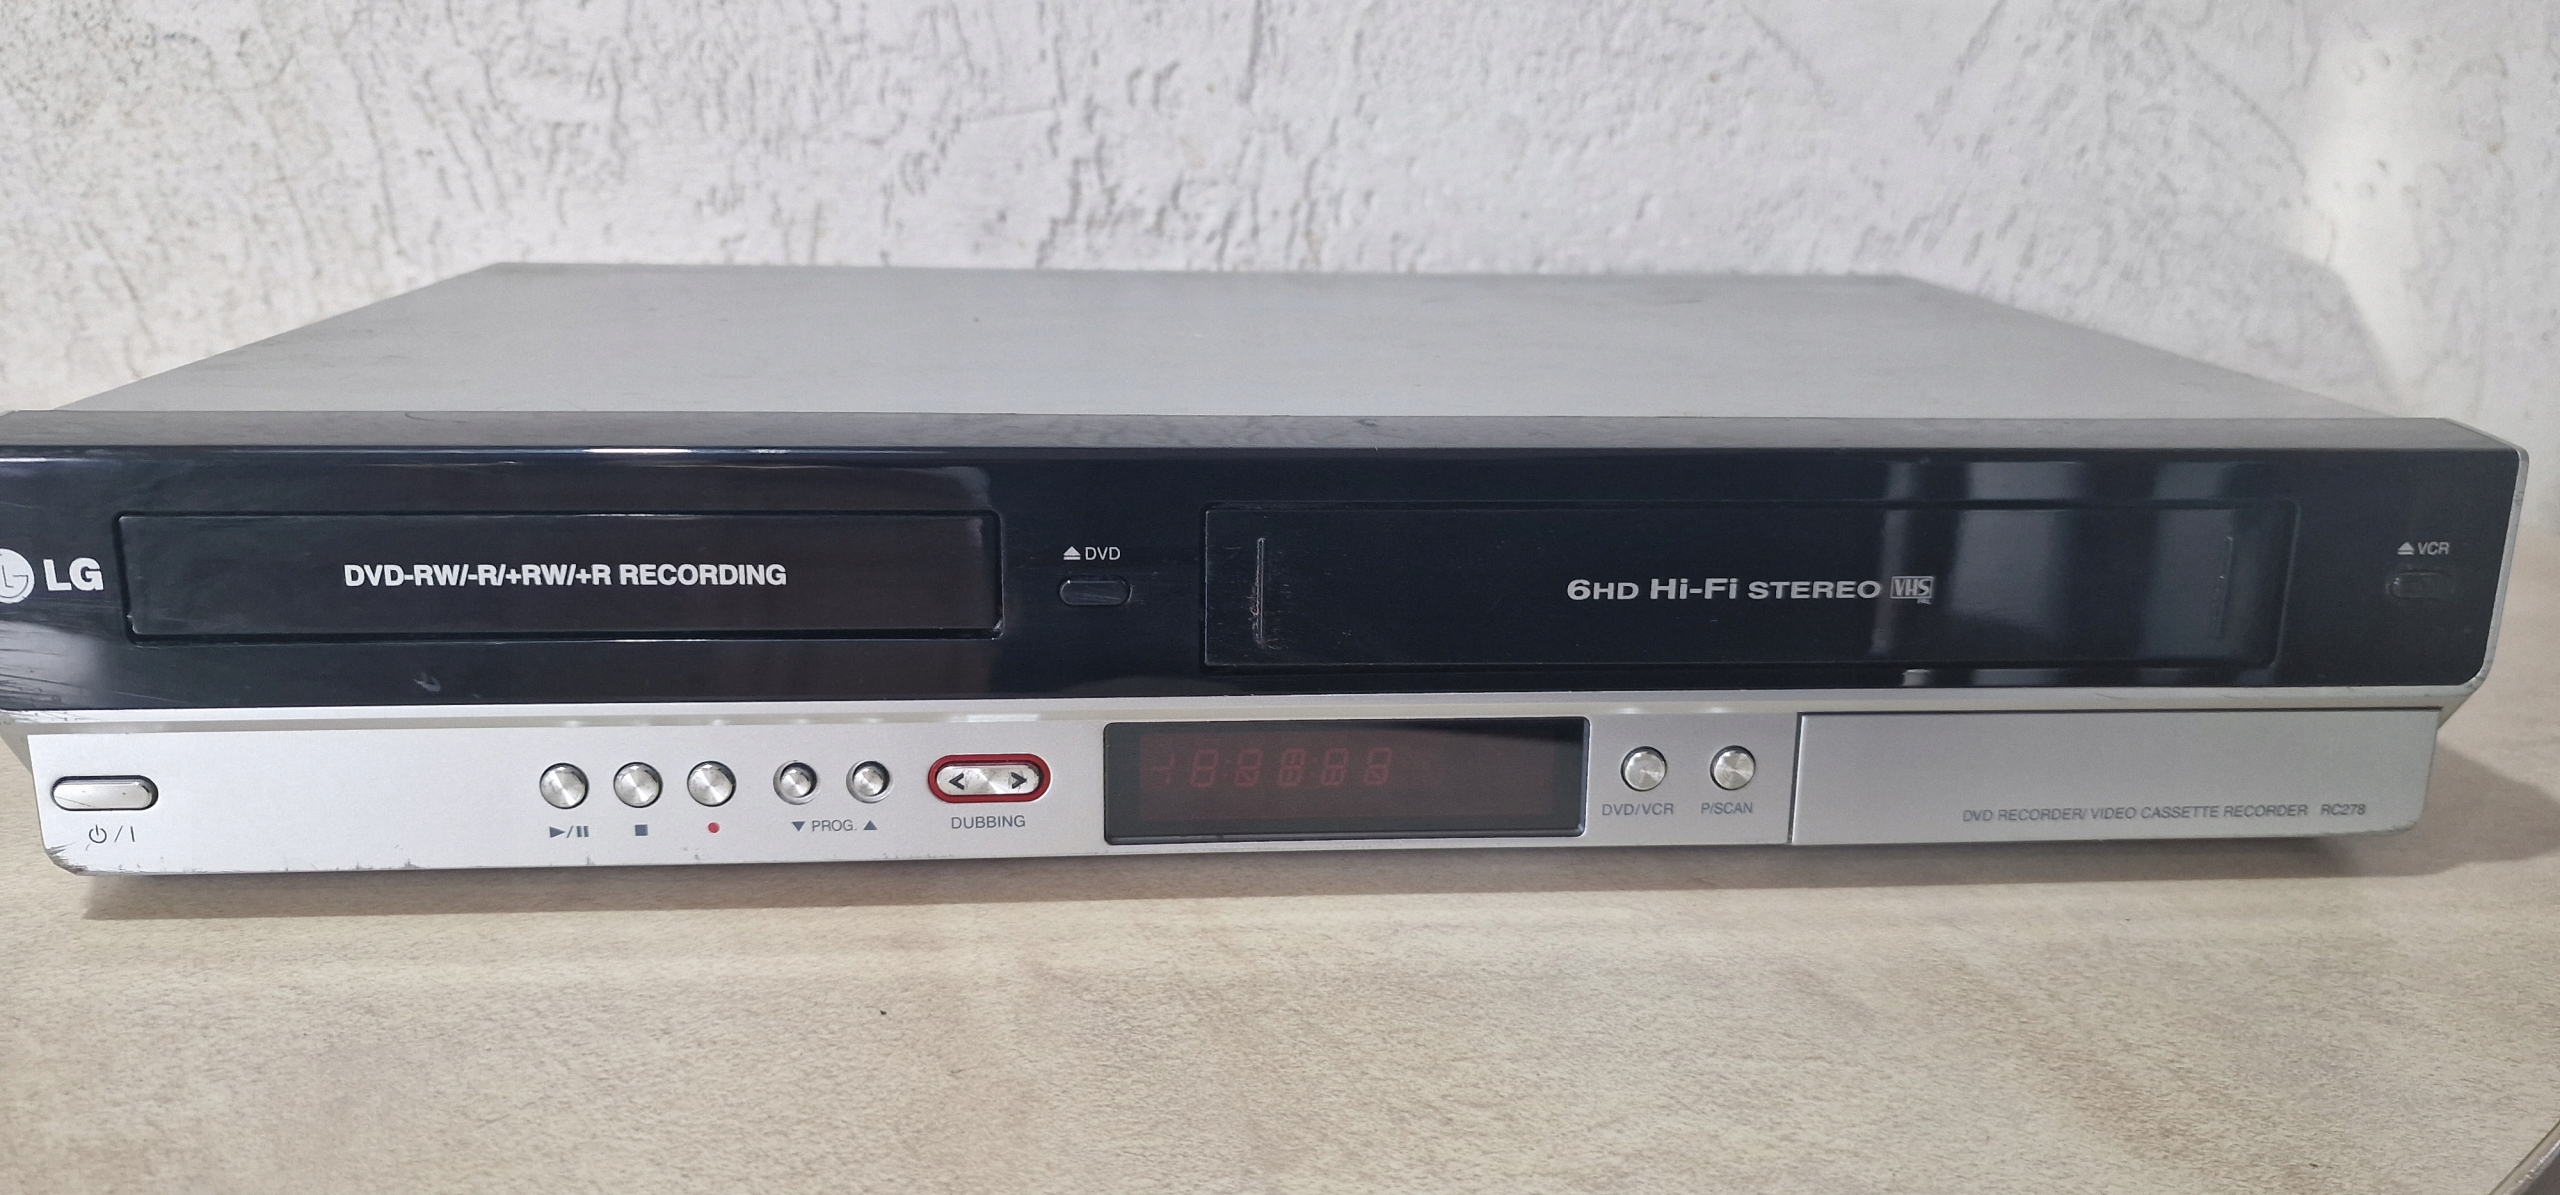 LG
DVD-RW/-R/+RW/+R RECORDING
DVD
6HD Hi-Fi STEREO VHS
VCR
PROG.
DUBBING
DVD/VCR
P/SCAN
DVD RECORDER/ VIDEO CASSETTE RECORDER RC278